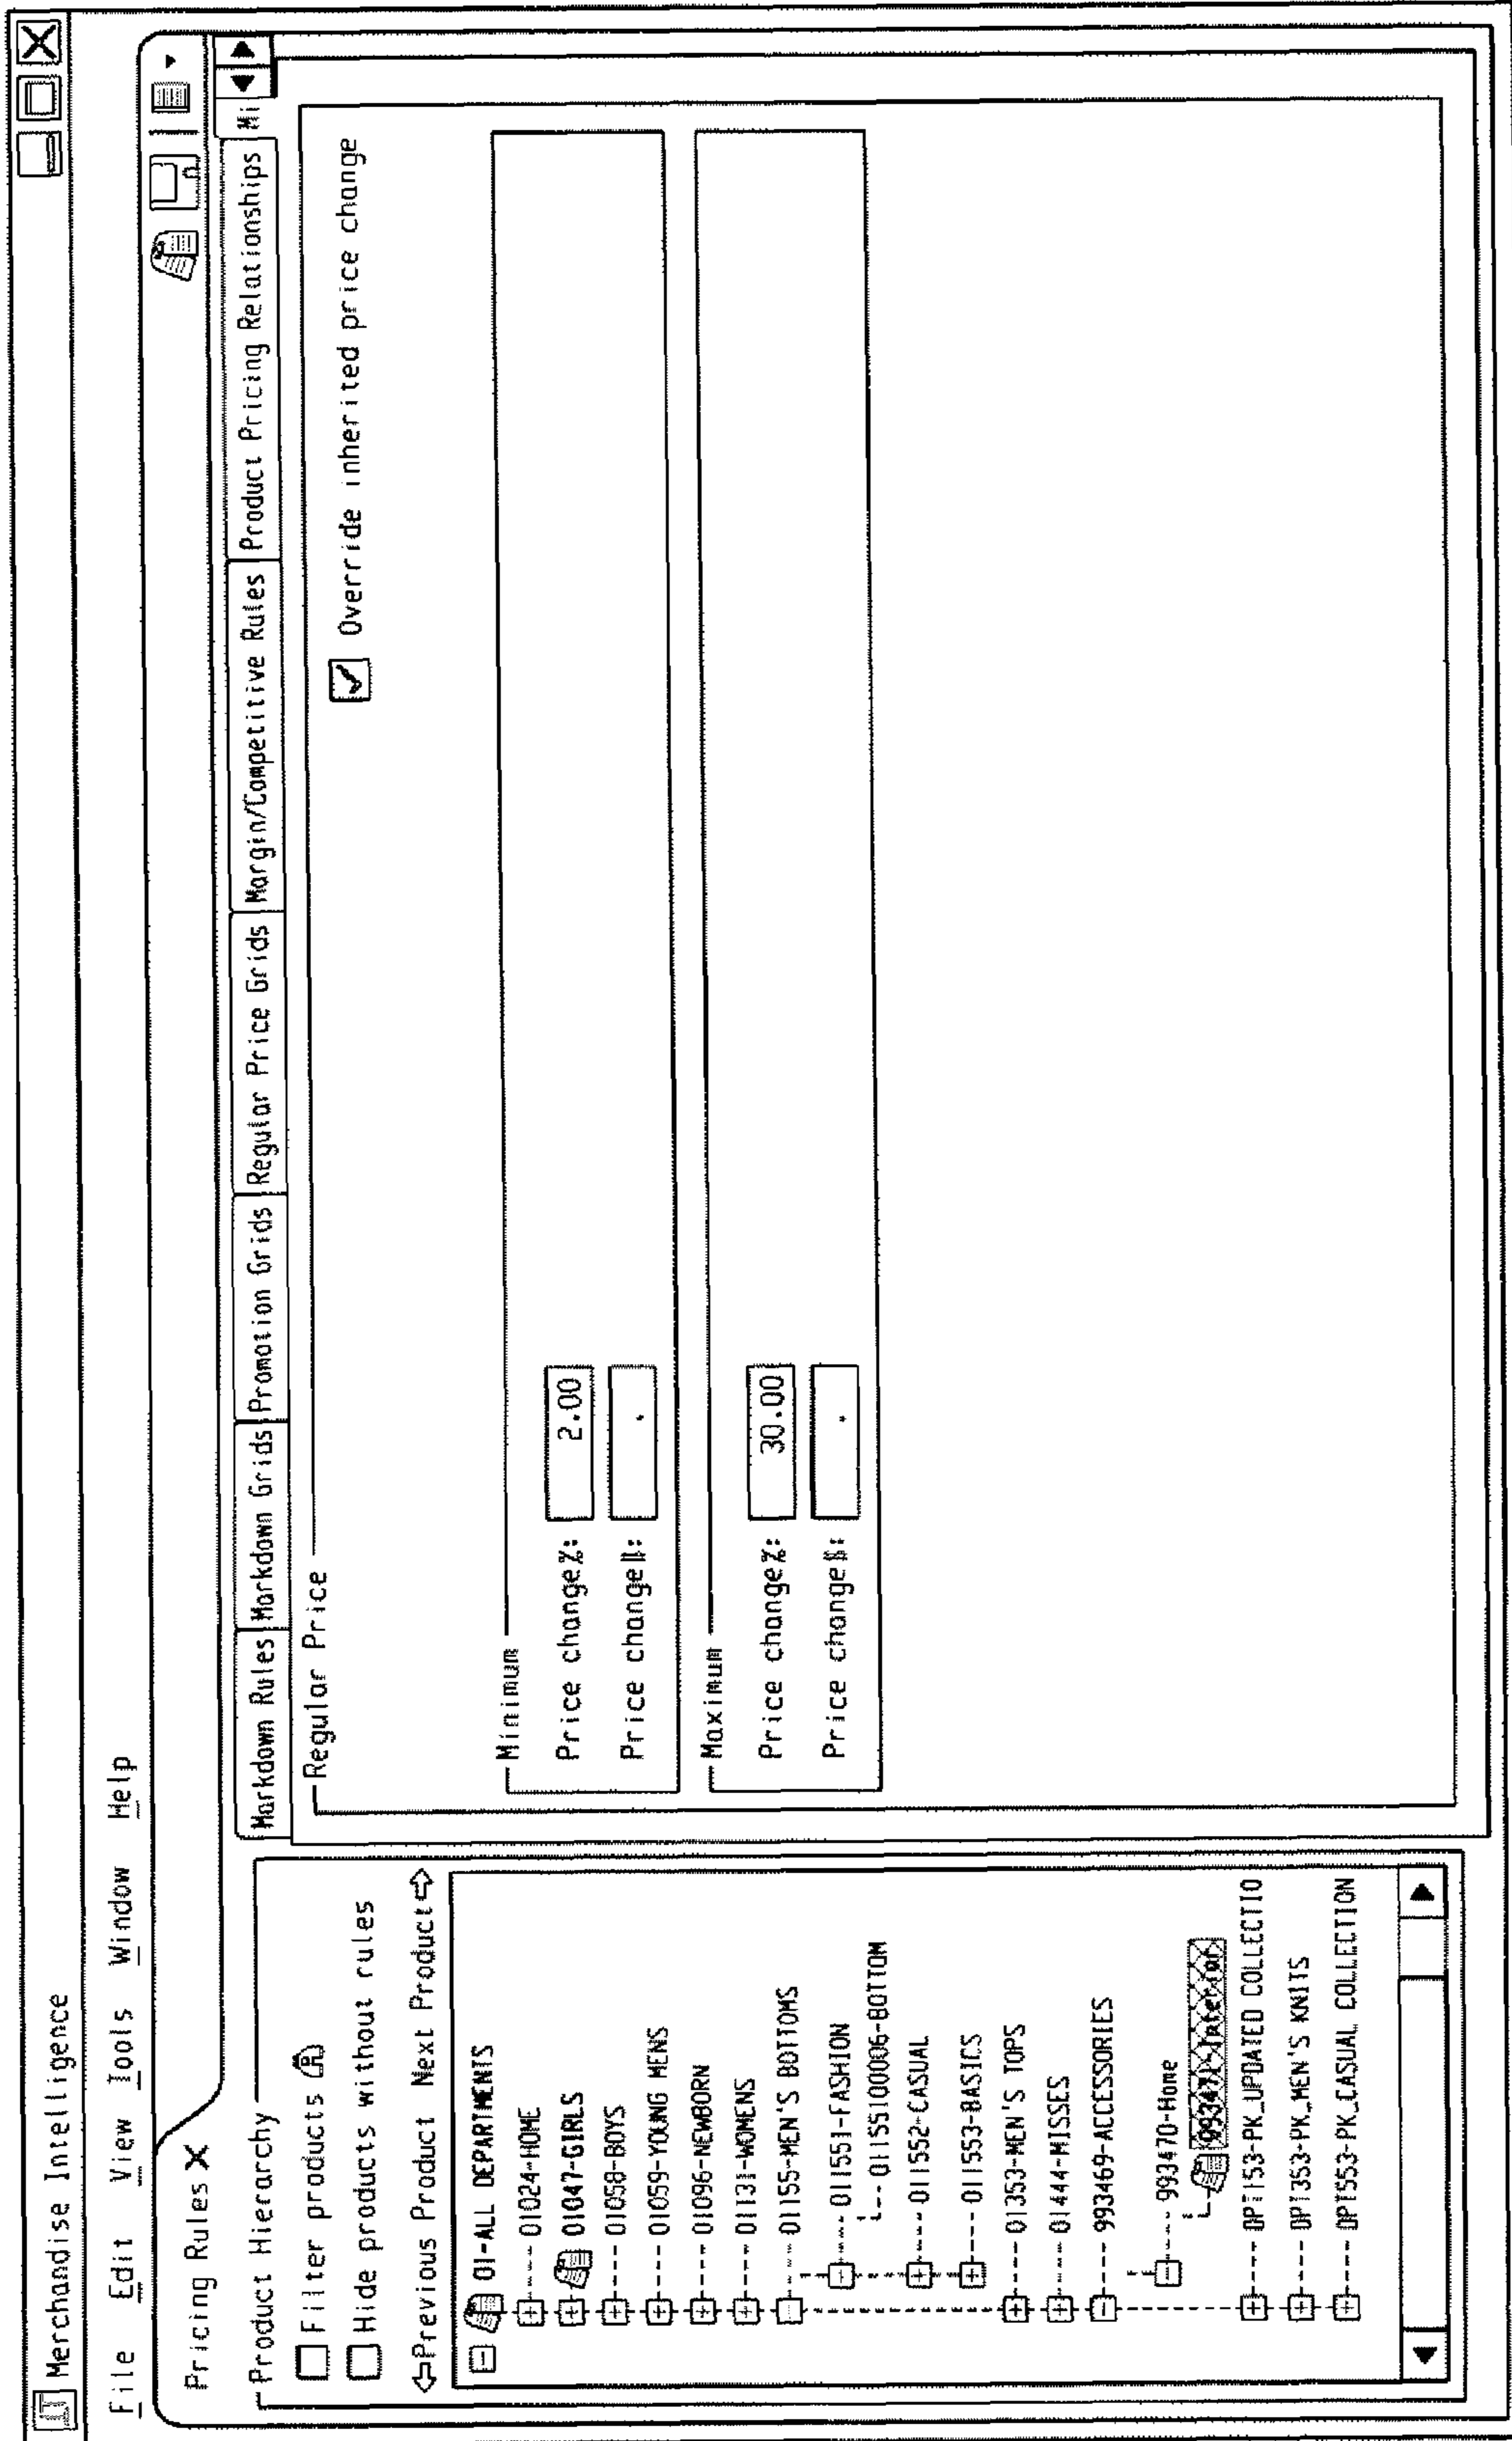 Merchandise Intelligence
File Edit View Tools Window Help
Pricing Rules X
Product Hierarchy
Filter products
Hide products without rules
Previous Product Next Product
01-ALL DEPARTMENTS
01024-HOME
01047-GIRLS
01058-BOYS
01059-YOUNG MENS
01096-NEWBORN
01131-WOMENS
01155-MEN'S BOTTOMS
011551-FASHION
01155100006-BOTTOM
011552-CASUAL
011553-BASICS
01353-MEN'S TOPS
01444-MISSES
993469-ACCESSORIES
993470-Home
993471-Interior
DPT153-PK_UPDATED COLLECTIO
DPT353-PK_MEN'S KNITS
DPT553-PK_CASUAL COLLECTION
Markdown Rules Markdown Grids Promotion Grids Regular Price Grids Margin/Competitive Rules Product Pricing Relationships Mi
Regular Price
Override inherited price change
Minimum
Price change%: 2.00
Price change$: .
Maximum
Price change%: 30.00
Price change$: .